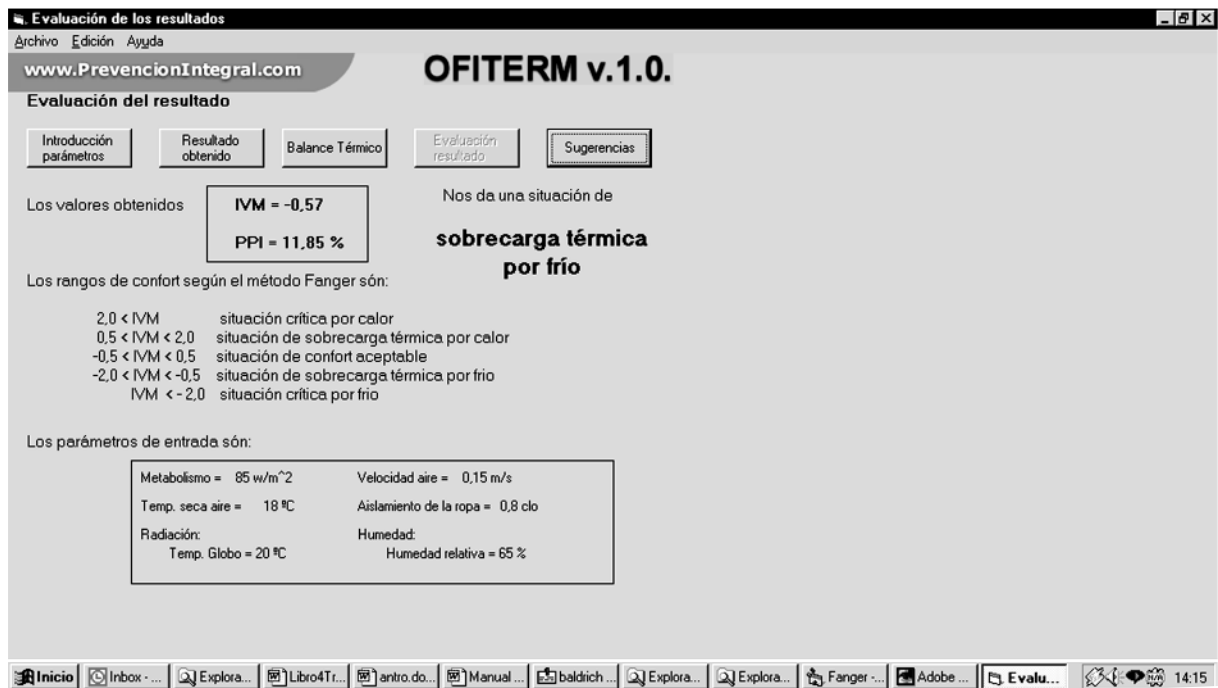 Evaluación de los resultados
Archivo Edición Ayuda
www.PrevencionIntegral.com
OFITERM v.1.0.
Evaluación del resultado
Introducción parámetros
Resultado obtenido
Balance Térmico
Evaluación resultado
Sugerencias
Los valores obtenidos
IVM = -0,57
PPI = 11,85 %
Nos da una situación de
sobrecarga térmica
por frío
Los rangos de confort según el método Fanger són:
2,0 < IVM situación crítica por calor
0,5 < IVM < 2,0 situación de sobrecarga térmica por calor
-0,5 < IVM < 0,5 situación de confort aceptable
-2,0 < IVM < -0,5 situación de sobrecarga térmica por frio
IVM < - 2,0 situación crítica por frio
Los parámetros de entrada són:
Metabolismo = 85 w/m^2 Velocidad aire = 0,15 m/s
Temp. seca aire = 18 ºC Aislamiento de la ropa = 0,8 clo
Radiación: Humedad:
Temp. Globo = 20 ºC Humedad relativa = 65 %
Inicio Inbox - ... Explora... Libro4Tr... antro.do... Manual ... baldrich ... Explora... Explora... Fanger -... Adobe ... Evalu... 14:15